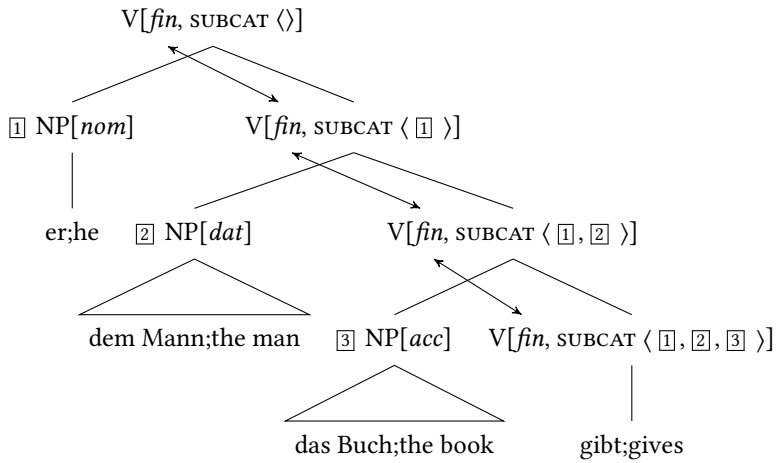 V[fin, SUBCAT ⟨⟩]
1 NP[nom] V[fin, SUBCAT ⟨ 1 ⟩]
er;he 2 NP[dat] V[fin, SUBCAT ⟨ 1 , 2 ⟩]
dem Mann;the man 3 NP[acc] V[fin, SUBCAT ⟨ 1 , 2 , 3 ⟩]
das Buch;the book gibt;gives